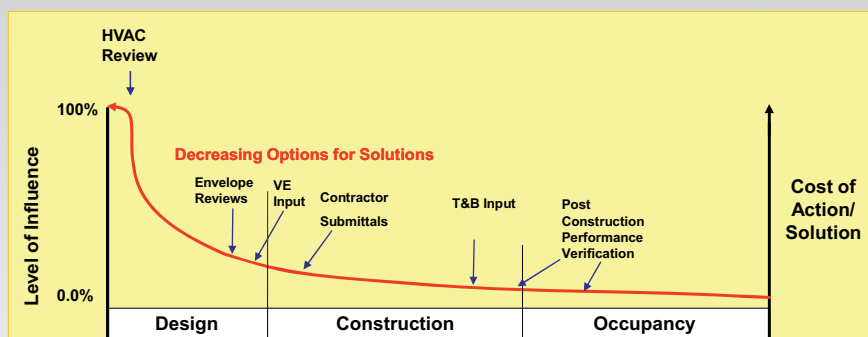 HVAC
Review
100%
Decreasing Options for Solutions
Envelope
Reviews
VE
Input
Contractor
Submittals
T&B Input
Post
Construction
Performance
Verification
Level of Influence
0.0%
Cost of
Action/
Solution
Design
Construction
Occupancy